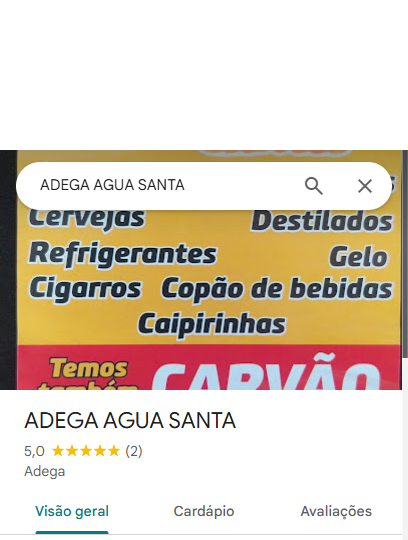 ADEGA AGUA SANTA
Cervejas Destilados
Refrigerantes Gelo
Cigarros Copão de bebidas
Caipirinhas
Temos CARVÃO
também
ADEGA AGUA SANTA
5,0 (2)
Adega
Visão geral Cardápio Avaliações